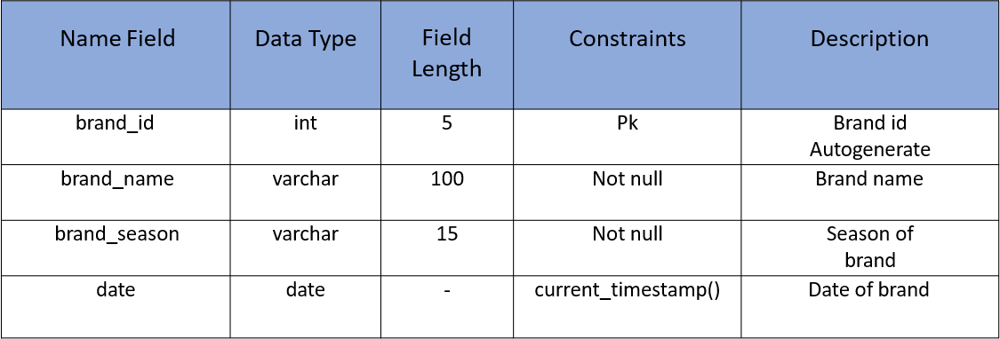 Name Field Data Type Field Length Constraints Description
brand_id int 5 Pk Brand id Autogenerate
brand_name varchar 100 Not null Brand name
brand_season varchar 15 Not null Season of brand
date date - current_timestamp() Date of brand